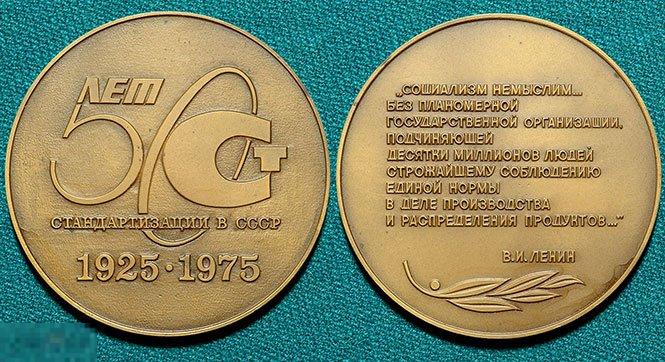 ЛЕТ
50
СТ
СТАНДАРТИЗАЦИИ В СССР
1925·1975
„СОЦИАЛИЗМ НЕМЫСЛИМ...
БЕЗ ПЛАНОМЕРНОЙ
ГОСУДАРСТВЕННОЙ ОРГАНИЗАЦИИ,
ПОДЧИНЯЮЩЕЙ
ДЕСЯТКИ МИЛЛИОНОВ ЛЮДЕЙ
СТРОЖАЙШЕМУ СОБЛЮДЕНИЮ
ЕДИНОЙ НОРМЫ
В ДЕЛЕ ПРОИЗВОДСТВА
И РАСПРЕДЕЛЕНИЯ ПРОДУКТОВ..."
В.И. ЛЕНИН